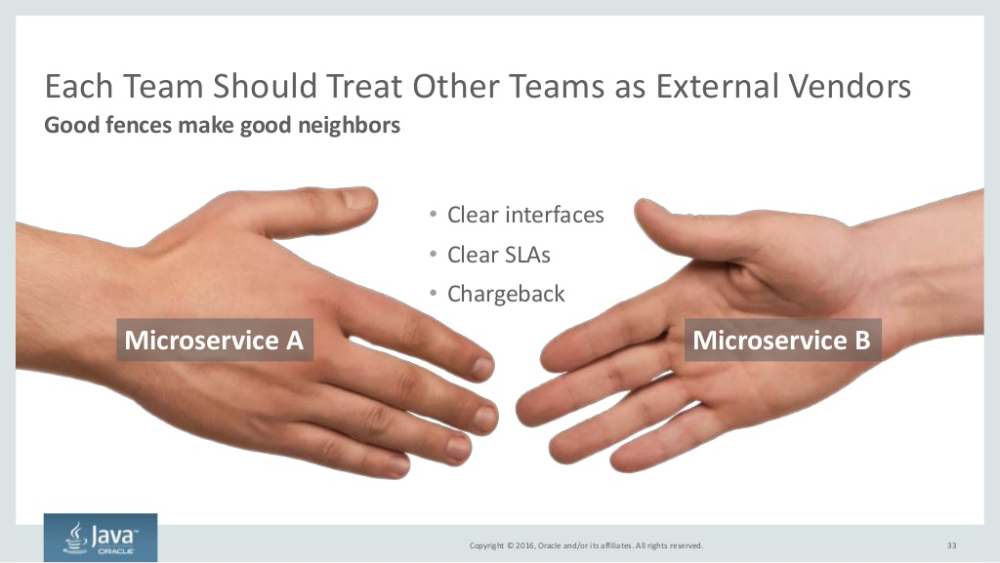 Each Team Should Treat Other Teams as External Vendors
Good fences make good neighbors
• Clear interfaces
• Clear SLAs
• Chargeback
Microservice A
Microservice B
Java™
ORACLE
Copyright © 2016, Oracle and/or its affiliates. All rights reserved.
33